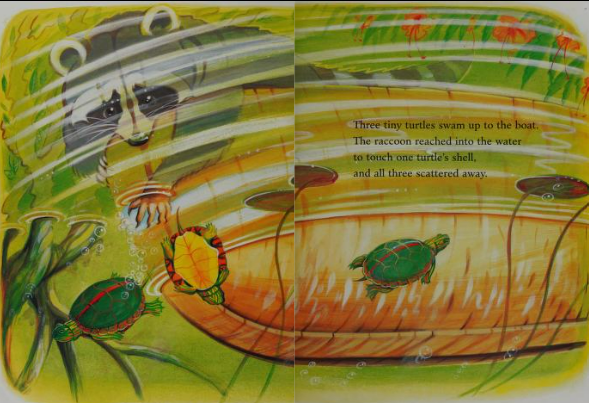 Three tiny turtles swam up to the boat.
The raccoon reached into the water
to touch one turtle's shell,
and all three scattered away.